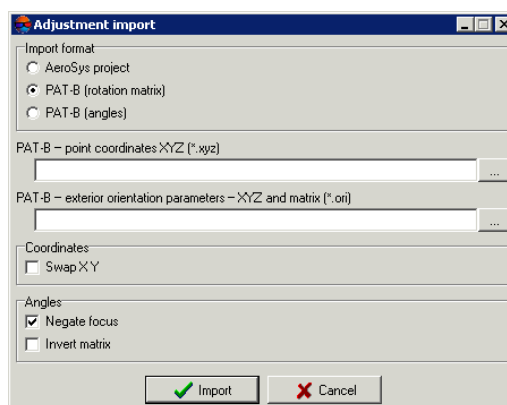 Adjustment import
Import format
AeroSys project
PAT-B (rotation matrix)
PAT-B (angles)
PAT-B – point coordinates XYZ (*.xyz)
...
PAT-B – exterior orientation parameters – XYZ and matrix (*.ori)
...
Coordinates
Swap X Y
Angles
Negate focus
Invert matrix
Import Cancel